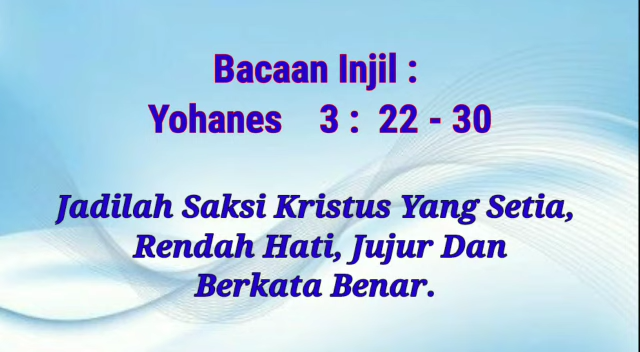 Bacaan Injil :
Yohanes 3 : 22 - 30
Jadilah Saksi Kristus Yang Setia,
Rendah Hati, Jujur Dan
Berkata Benar.